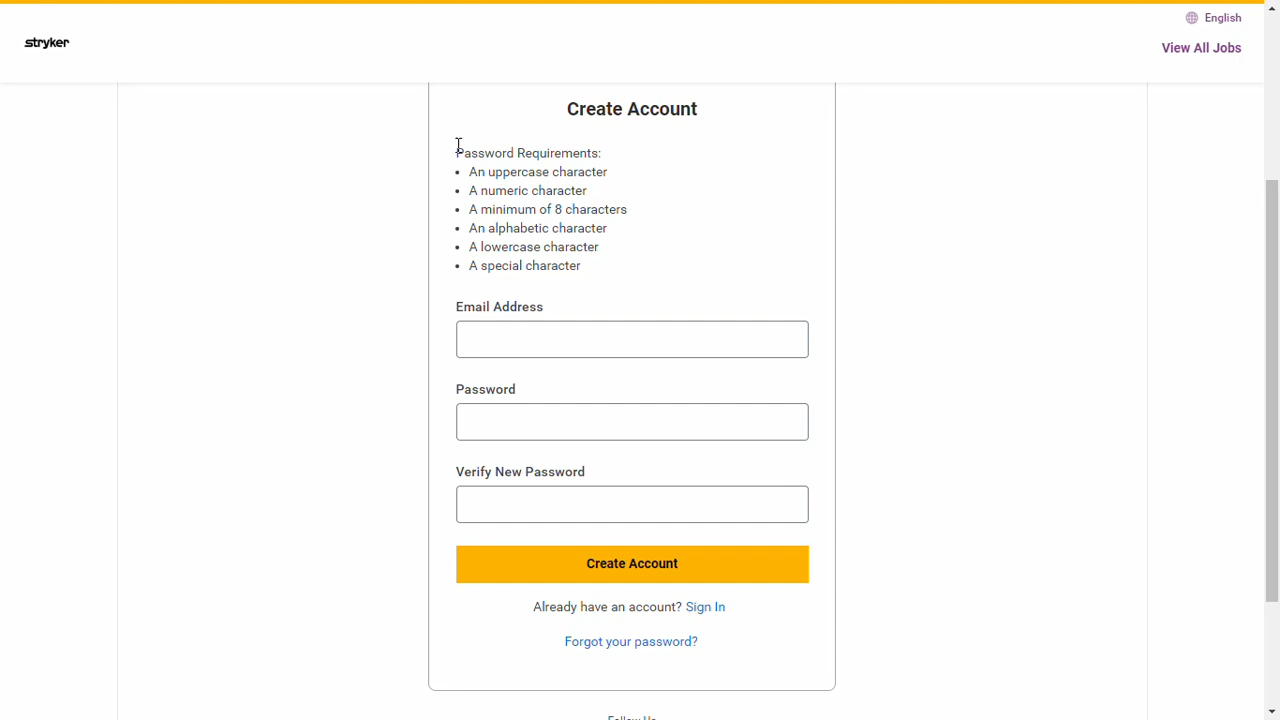 English
stryker
View All Jobs
Create Account
Password Requirements:
• An uppercase character
• A numeric character
• A minimum of 8 characters
• An alphabetic character
• A lowercase character
• A special character
Email Address
Password
Verify New Password
Create Account
Already have an account? Sign In
Forgot your password?
Follow Us